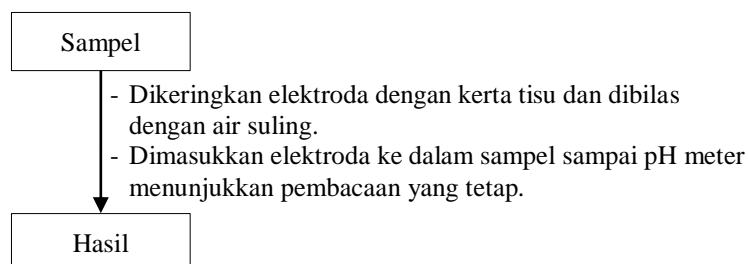 Sampel
- Dikeringkan elektroda dengan kerta tisu dan dibilas
dengan air suling.
- Dimasukkan elektroda ke dalam sampel sampai pH meter
menunjukkan pembacaan yang tetap.
Hasil